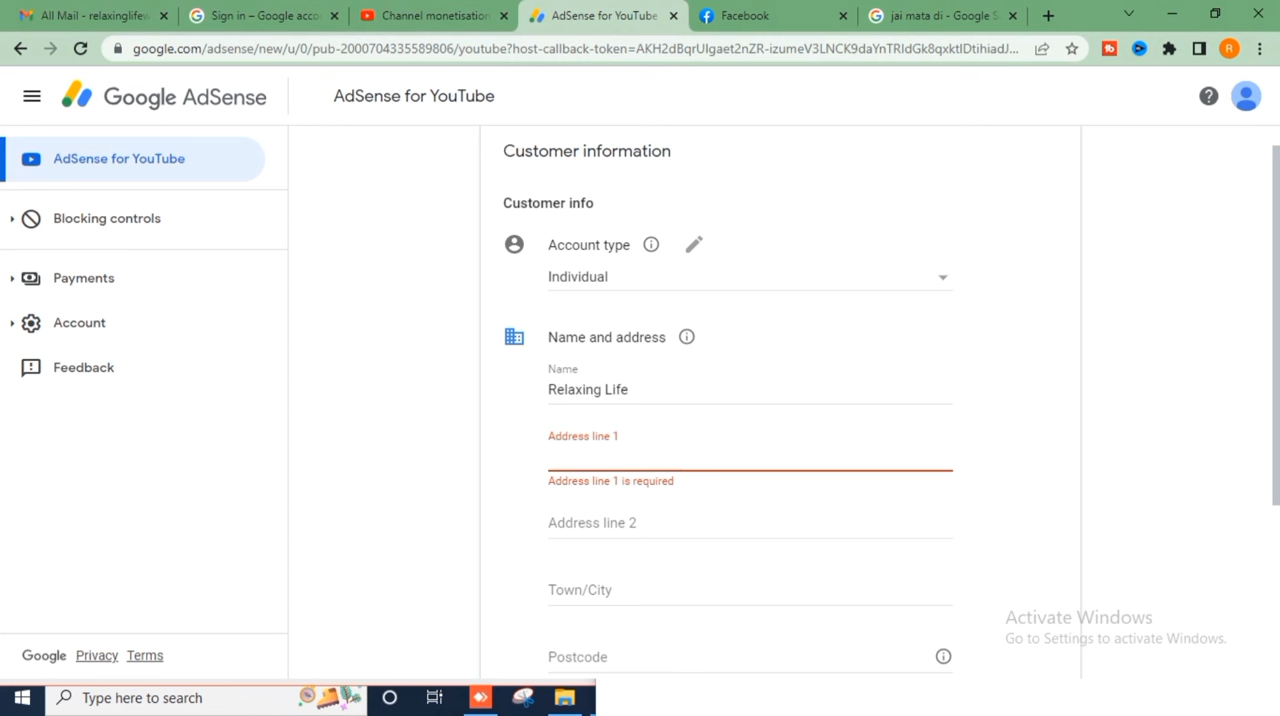 All Mail - relaxinglifew
Sign in – Google acco
Channel monetisation
AdSense for YouTube
Facebook
jai mata di - Google S
google.com/adsense/new/u/0/pub-2000704335589806/youtube?host-callback-token=AKH2dBqrUIgaet2nZR-izumeV3LNCK9daYnTRIdGk8qxktIDtihiadJ...
R
Google AdSense
AdSense for YouTube
AdSense for YouTube
Blocking controls
Payments
Account
Feedback
Google Privacy Terms
Customer information
Customer info
Account type
Individual
Name and address
Name
Relaxing Life
Address line 1
Address line 1 is required
Address line 2
Town/City
Postcode
Activate Windows
Go to Settings to activate Windows.
Type here to search